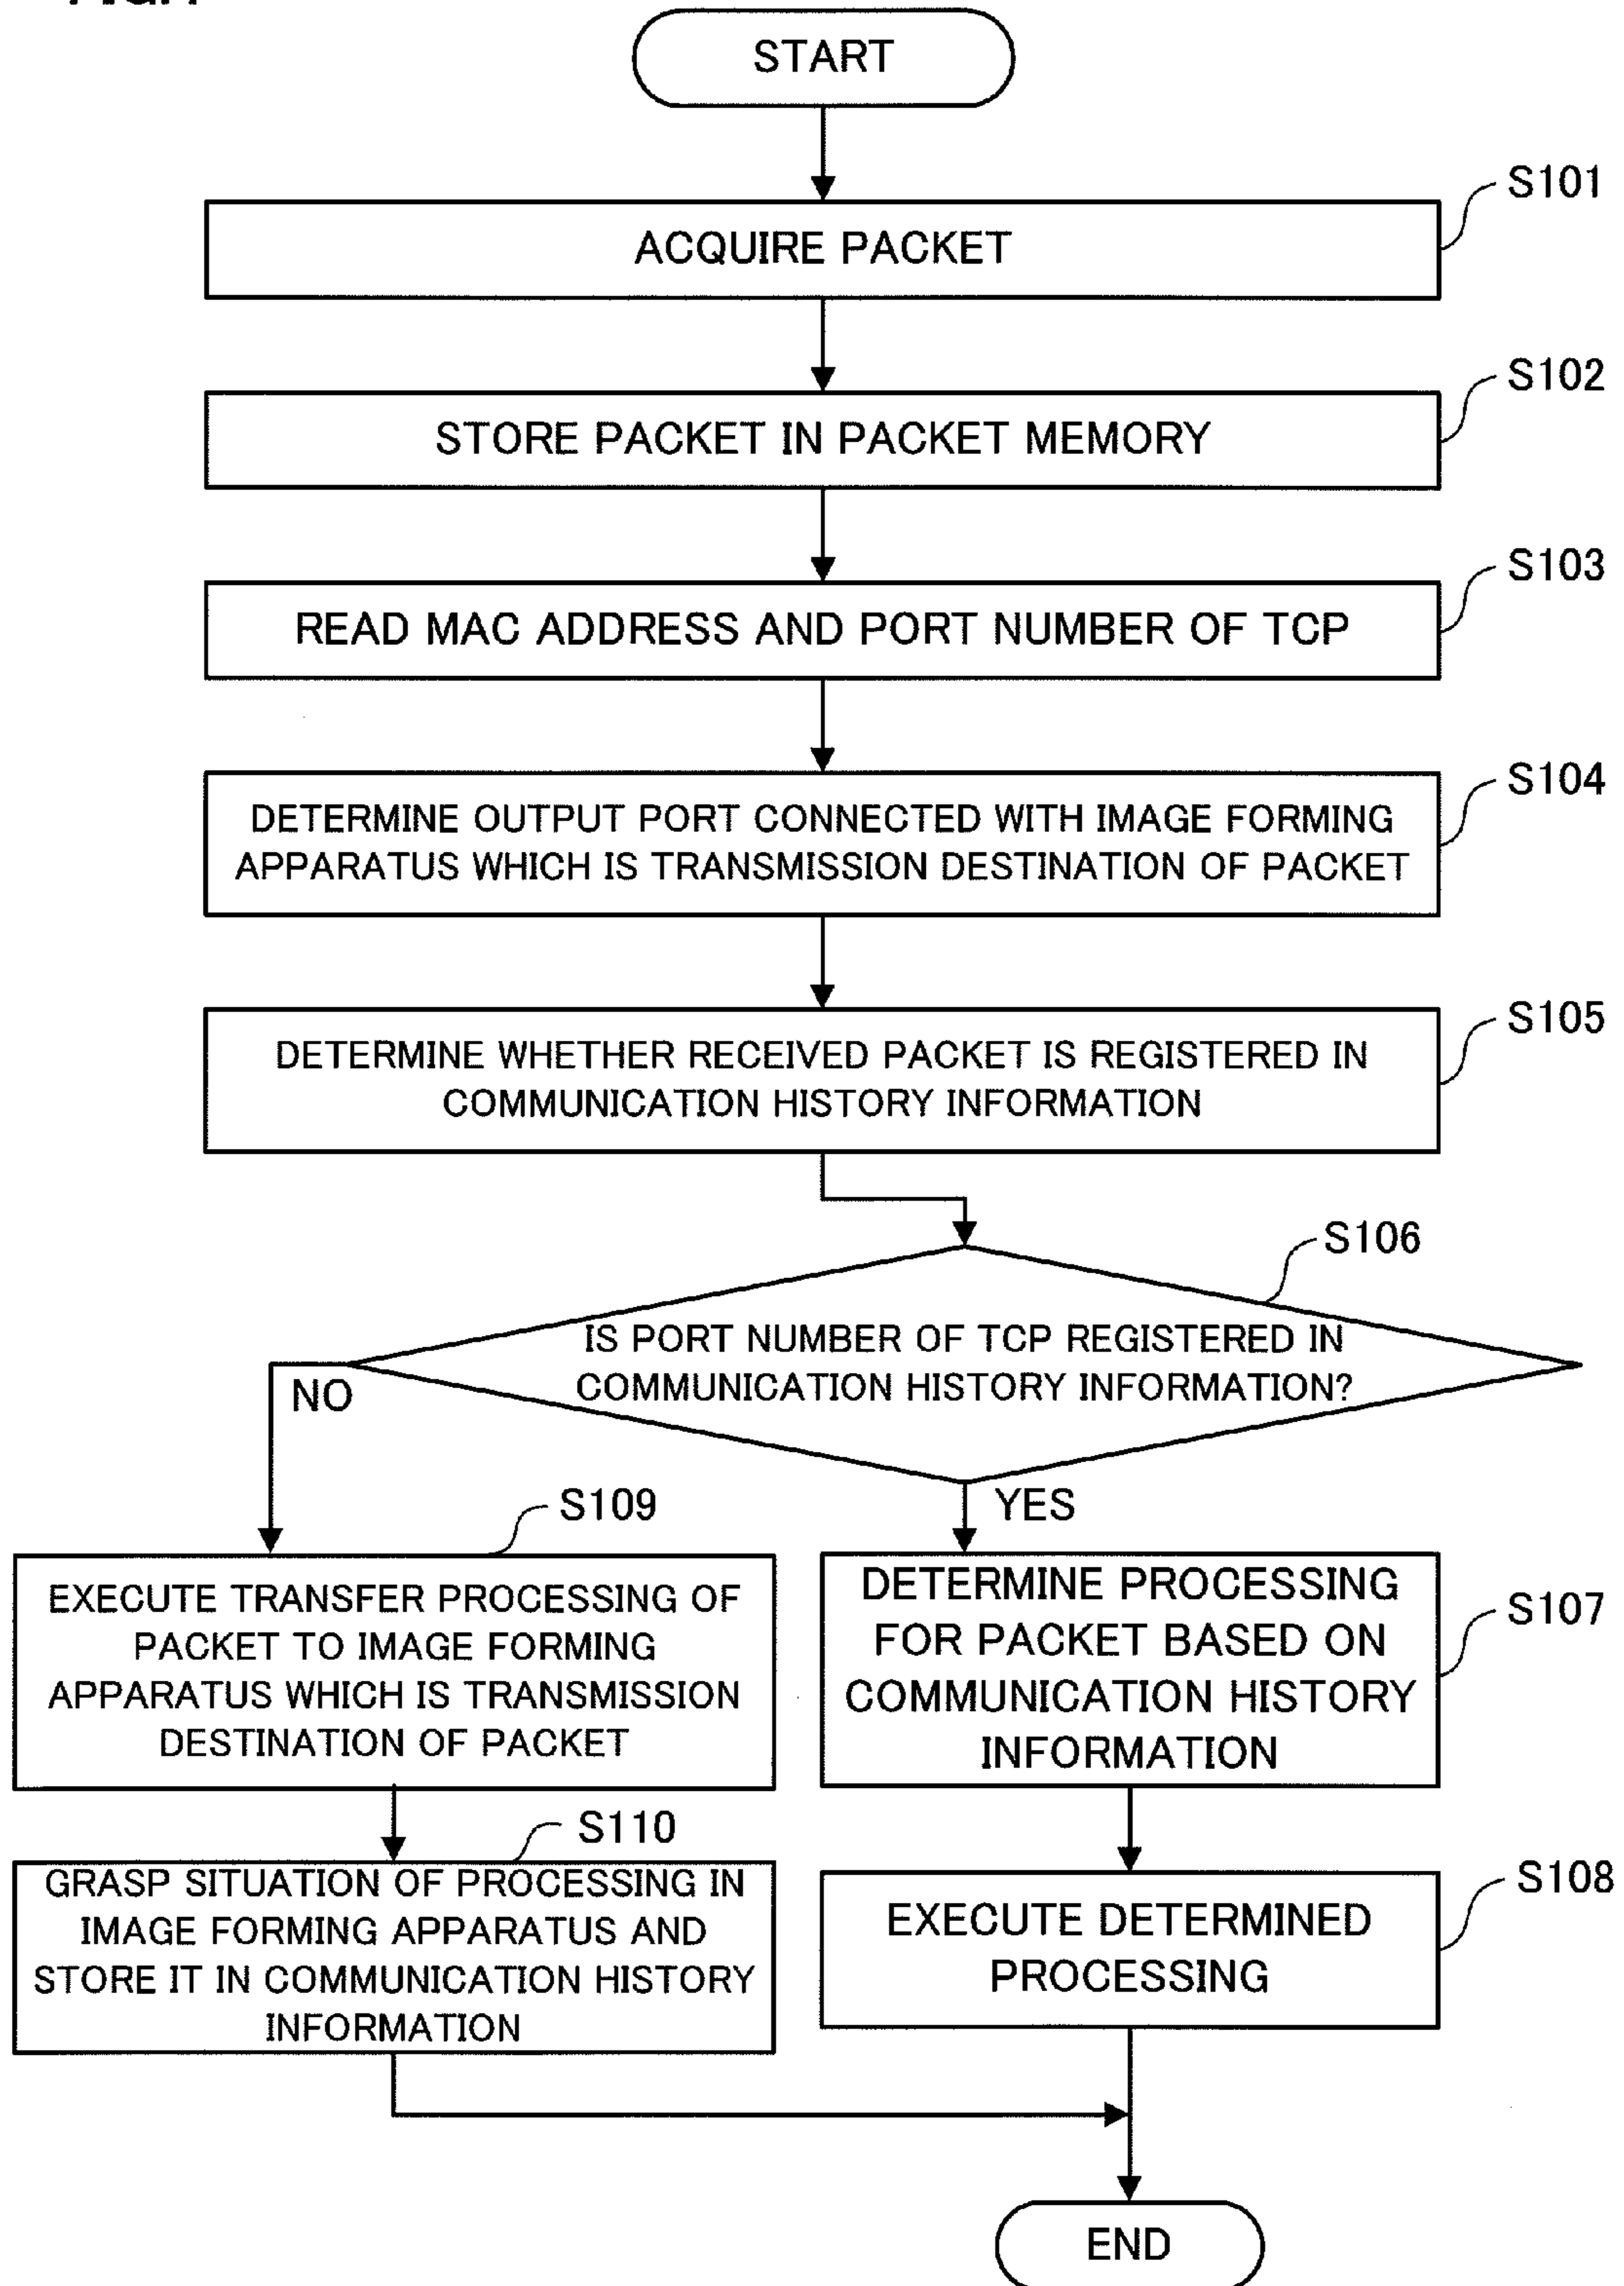 START
S101
ACQUIRE PACKET
S102
STORE PACKET IN PACKET MEMORY
S103
READ MAC ADDRESS AND PORT NUMBER OF TCP
S104
DETERMINE OUTPUT PORT CONNECTED WITH IMAGE FORMING
APPARATUS WHICH IS TRANSMISSION DESTINATION OF PACKET
S105
DETERMINE WHETHER RECEIVED PACKET IS REGISTERED IN
COMMUNICATION HISTORY INFORMATION
S106
IS PORT NUMBER OF TCP REGISTERED IN
COMMUNICATION HISTORY INFORMATION?
NO
YES
S109
EXECUTE TRANSFER PROCESSING OF
PACKET TO IMAGE FORMING
APPARATUS WHICH IS TRANSMISSION
DESTINATION OF PACKET
S107
DETERMINE PROCESSING
FOR PACKET BASED ON
COMMUNICATION HISTORY
INFORMATION
S110
GRASP SITUATION OF PROCESSING IN
IMAGE FORMING APPARATUS AND
STORE IT IN COMMUNICATION HISTORY
INFORMATION
S108
EXECUTE DETERMINED
PROCESSING
END